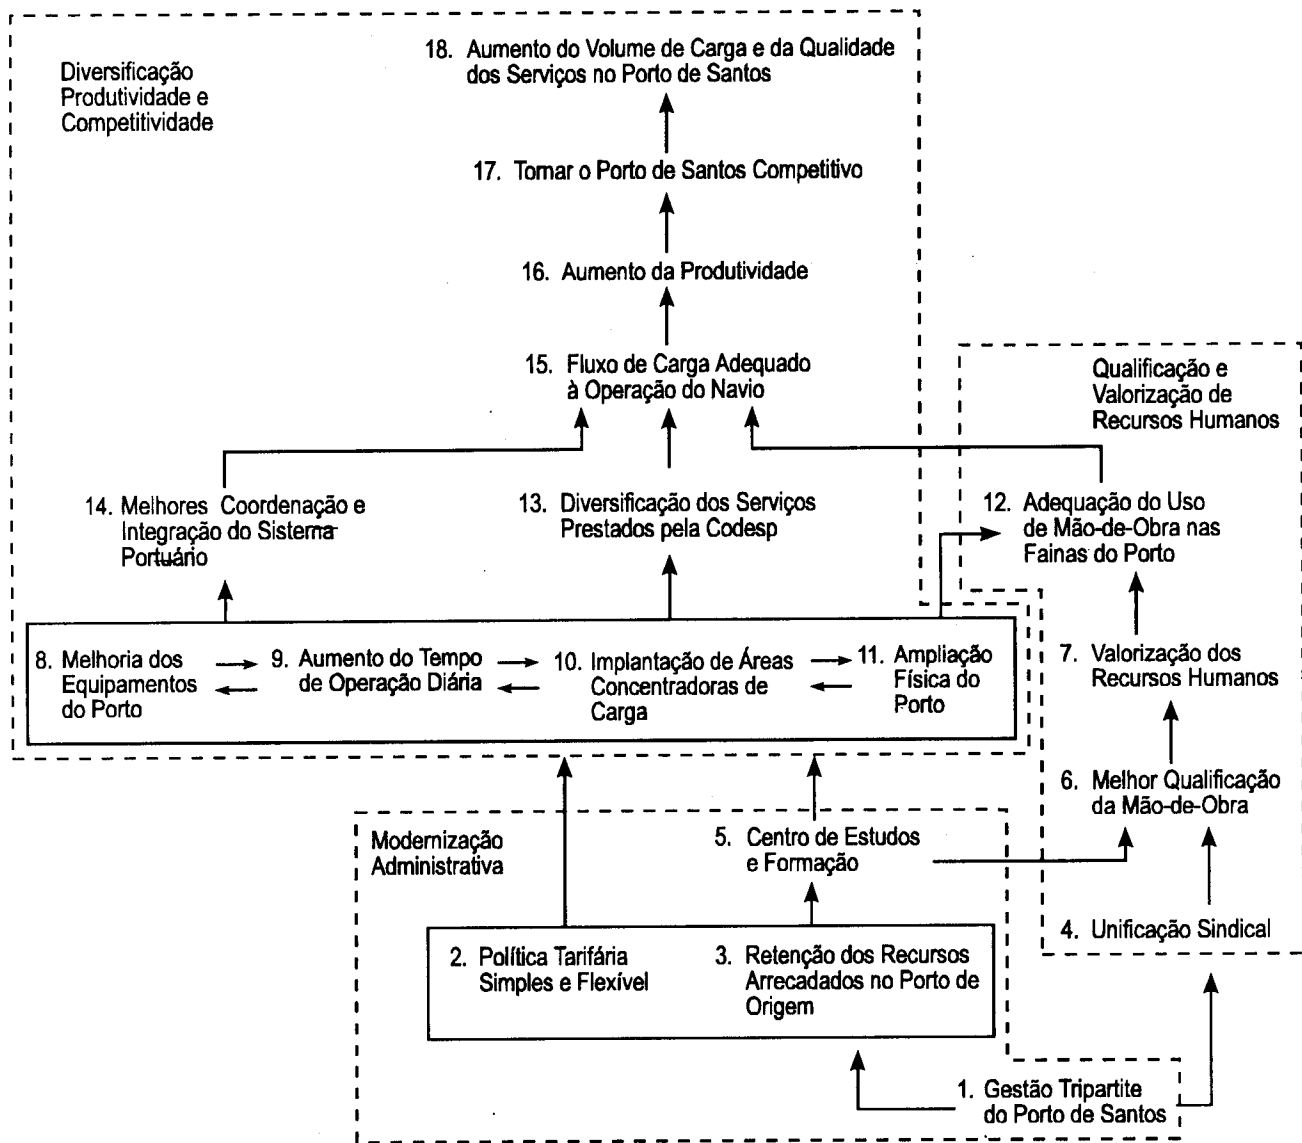 18. Aumento do Volume de Carga e da Qualidade
dos Serviços no Porto de Santos
Diversificação
Produtividade e
Competitividade
17. Tornar o Porto de Santos Competitivo
16. Aumento da Produtividade
15. Fluxo de Carga Adequado
à Operação do Navio
Qualificação e
Valorização de
Recursos Humanos
14. Melhores Coordenação e
Integração do Sistema
Portuário
13. Diversificação dos Serviços
Prestados pela Codesp
12. Adequação do Uso
de Mão-de-Obra nas
Fainas do Porto
8. Melhoria dos
Equipamentos
do Porto
9. Aumento do Tempo
de Operação Diária
10. Implantação de Áreas
Concentradoras de
Carga
11. Ampliação
Física do
Porto
7. Valorização dos
Recursos Humanos
6. Melhor Qualificação
da Mão-de-Obra
Modernização
Administrativa
5. Centro de Estudos
e Formação
4. Unificação Sindical
2. Política Tarifária
Simples e Flexível
3. Retenção dos Recursos
Arrecadados no Porto de
Origem
1. Gestão Tripartite
do Porto de Santos